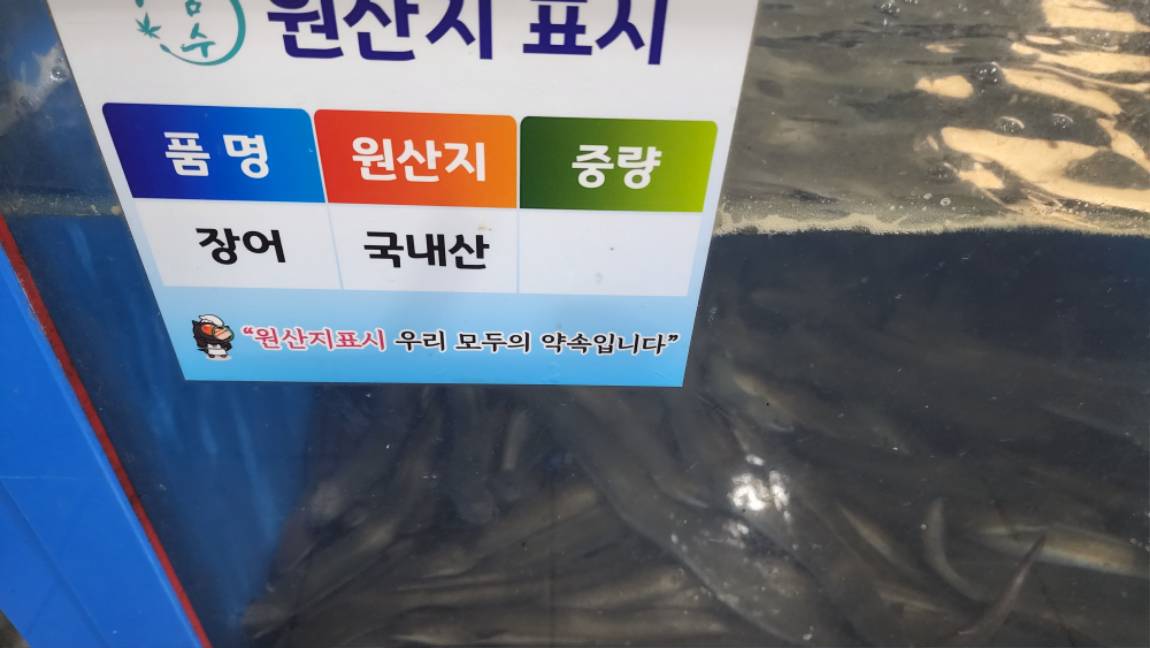 수
원산지 표시
품명 원산지 중량
장어 국내산
“원산지표시 우리 모두의 약속입니다”